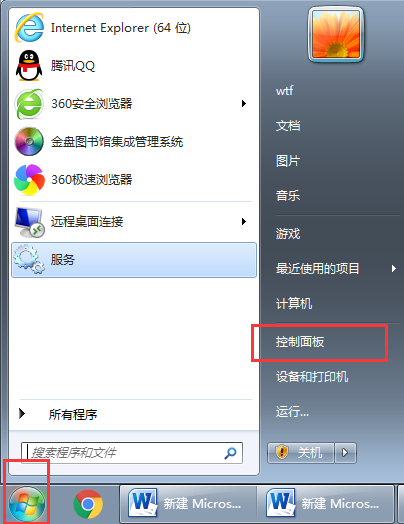 Internet Explorer (64 位)
腾讯QQ
360安全浏览器
金盘图书馆集成管理系统
360极速浏览器
远程桌面连接
服务
所有程序
搜索程序和文件
wtf
文档
图片
音乐
游戏
最近使用的项目
计算机
控制面板
设备和打印机
运行...
关机
新建 Micros...
新建 Micros...